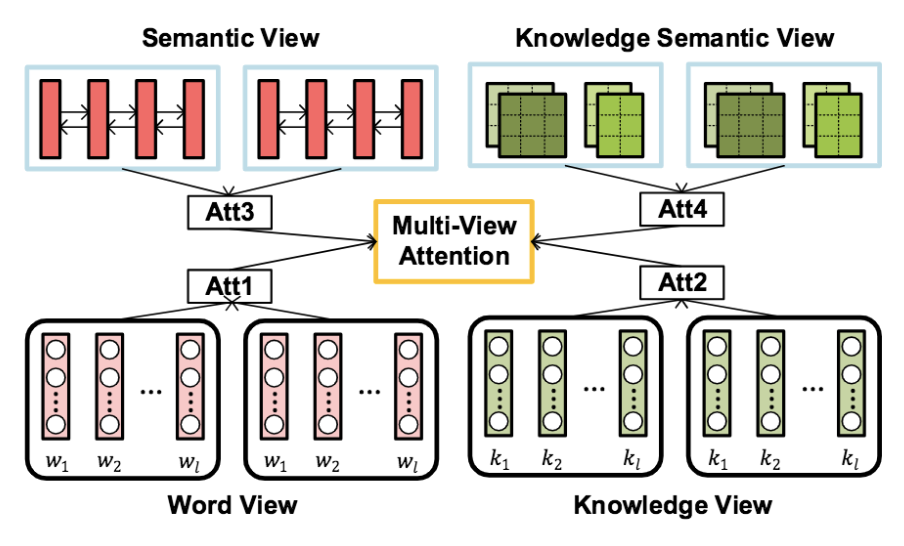 Semantic View
Knowledge Semantic View
Att3
Att4
Multi-View
Attention
Att1
Att2
... ... ... ...
w₁ w₂ wₗ w₁ w₂ wₗ k₁ k₂ kₗ k₁ k₂ kₗ
Word View
Knowledge View